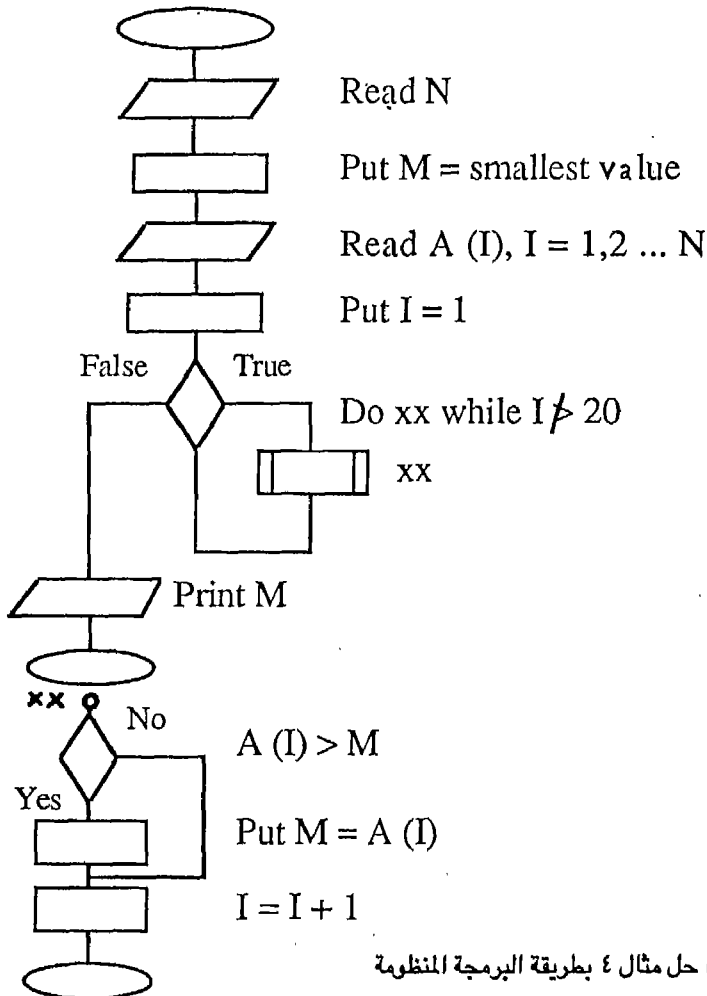 Read N
Put M = smallest value
Read A (I), I = 1,2 ... N
Put I = 1
False True
Do xx while I ≯ 20
xx
Print M
xx
No
A (I) > M
Yes
Put M = A (I)
I = I + 1
حل مثال ٤ بطريقة البرمجة المنظومة